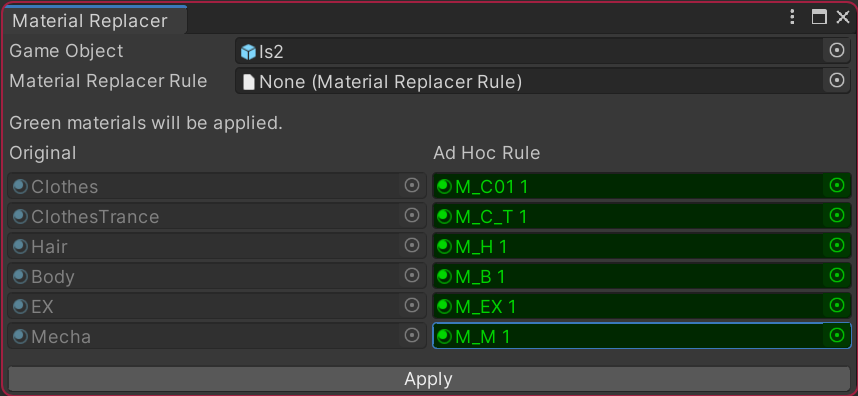 Material Replacer
Game Object Is2
Material Replacer Rule None (Material Replacer Rule)
Green materials will be applied.
Original Ad Hoc Rule
Clothes M_C01 1
ClothesTrance M_C_T 1
Hair M_H 1
Body M_B 1
EX M_EX 1
Mecha M_M 1
Apply